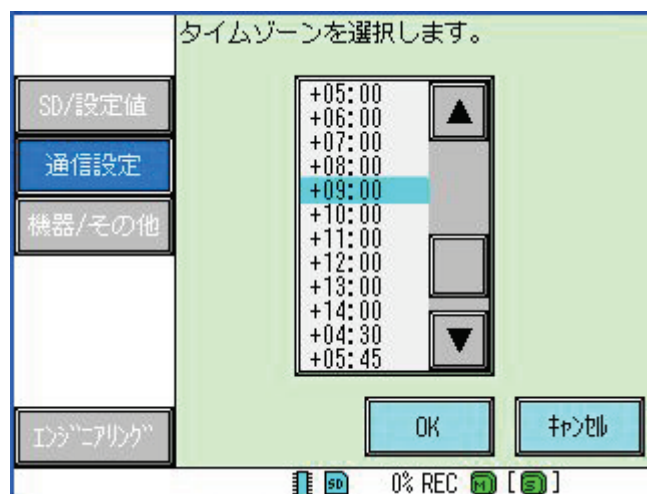 タイムゾーンを選択します。
SD/設定値
通信設定
機器/その他
ｴﾝｼﾞﾆｱﾘﾝｸﾞ
+05:00
+06:00
+07:00
+08:00
+09:00
+10:00
+11:00
+12:00
+13:00
+14:00
+04:30
+05:45
OK
ｷｬﾝｾﾙ
SD 0% REC M [S]